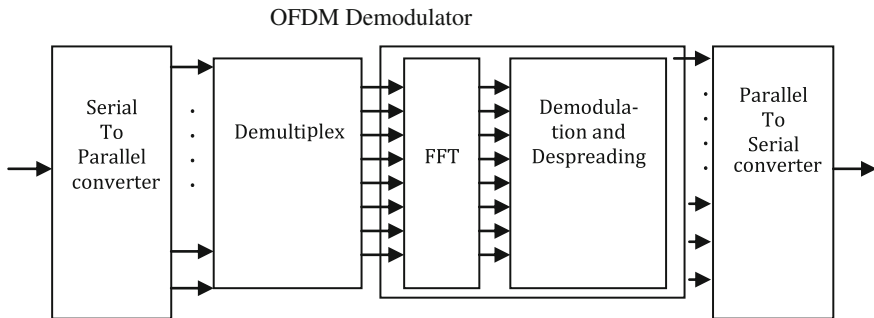 OFDM Demodulator
Serial
To
Parallel
converter
Demultiplex
FFT
Demodula-
tion and
Despreading
Parallel
To
Serial
converter